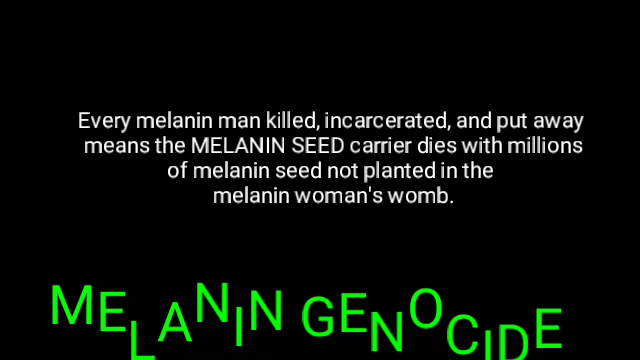 Every melanin man killed, incarcerated, and put away
means the MELANIN SEED carrier dies with millions
of melanin seed not planted in the
melanin woman's womb.
MELANIN GENOCIDE